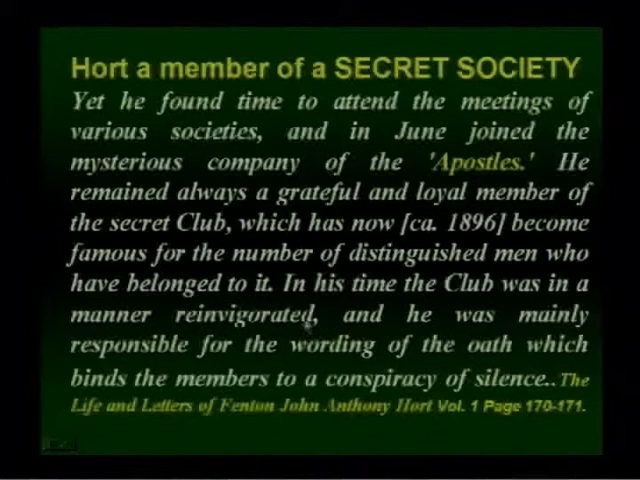 Hort a member of a SECRET SOCIETY
Yet he found time to attend the meetings of
various societies, and in June joined the
mysterious company of the 'Apostles.' He
remained always a grateful and loyal member of
the secret Club, which has now [ca. 1896] become
famous for the number of distinguished men who
have belonged to it. In his time the Club was in a
manner reinvigorated, and he was mainly
responsible for the wording of the oath which
binds the members to a conspiracy of silence.. The
Life and Letters of Fenton John Anthony Hort Vol. 1 Page 170-171.